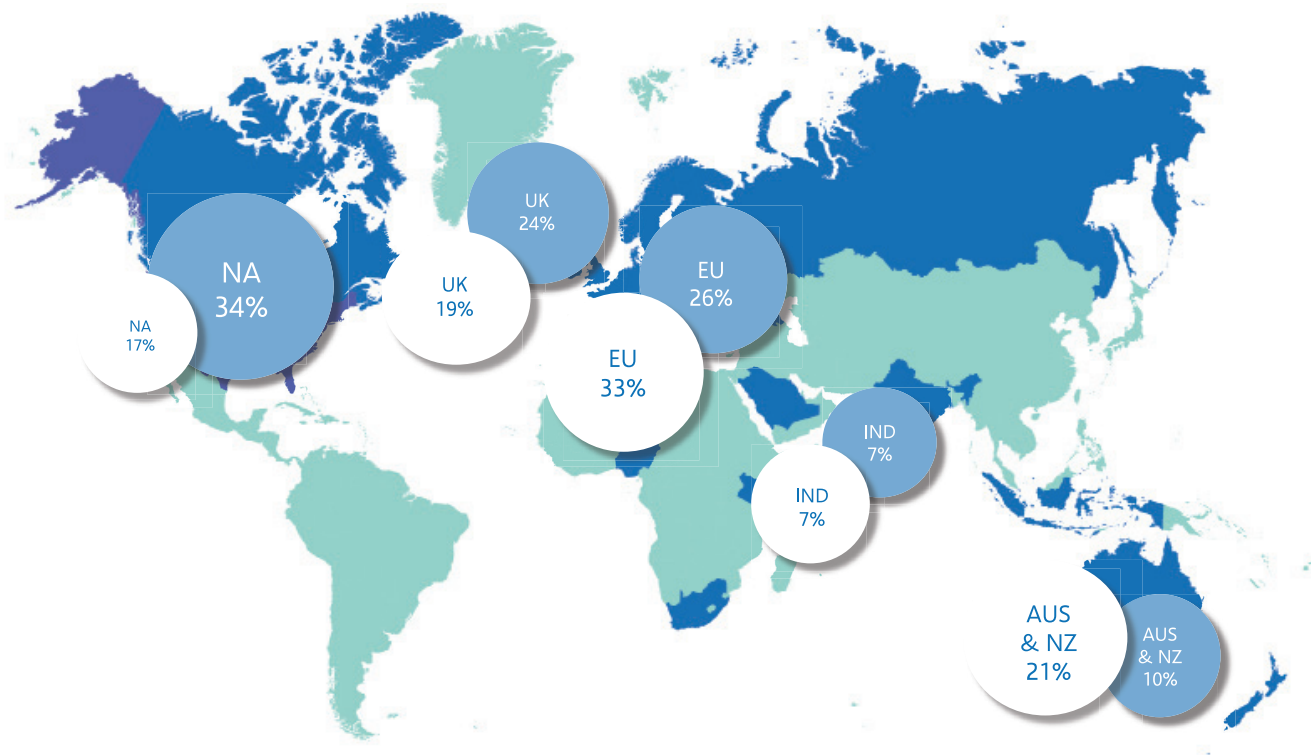 UK
24%
NA
34%
EU
26%
UK
19%
NA
17%
EU
33%
IND
7%
IND
7%
AUS
& NZ
21%
AUS
& NZ
10%